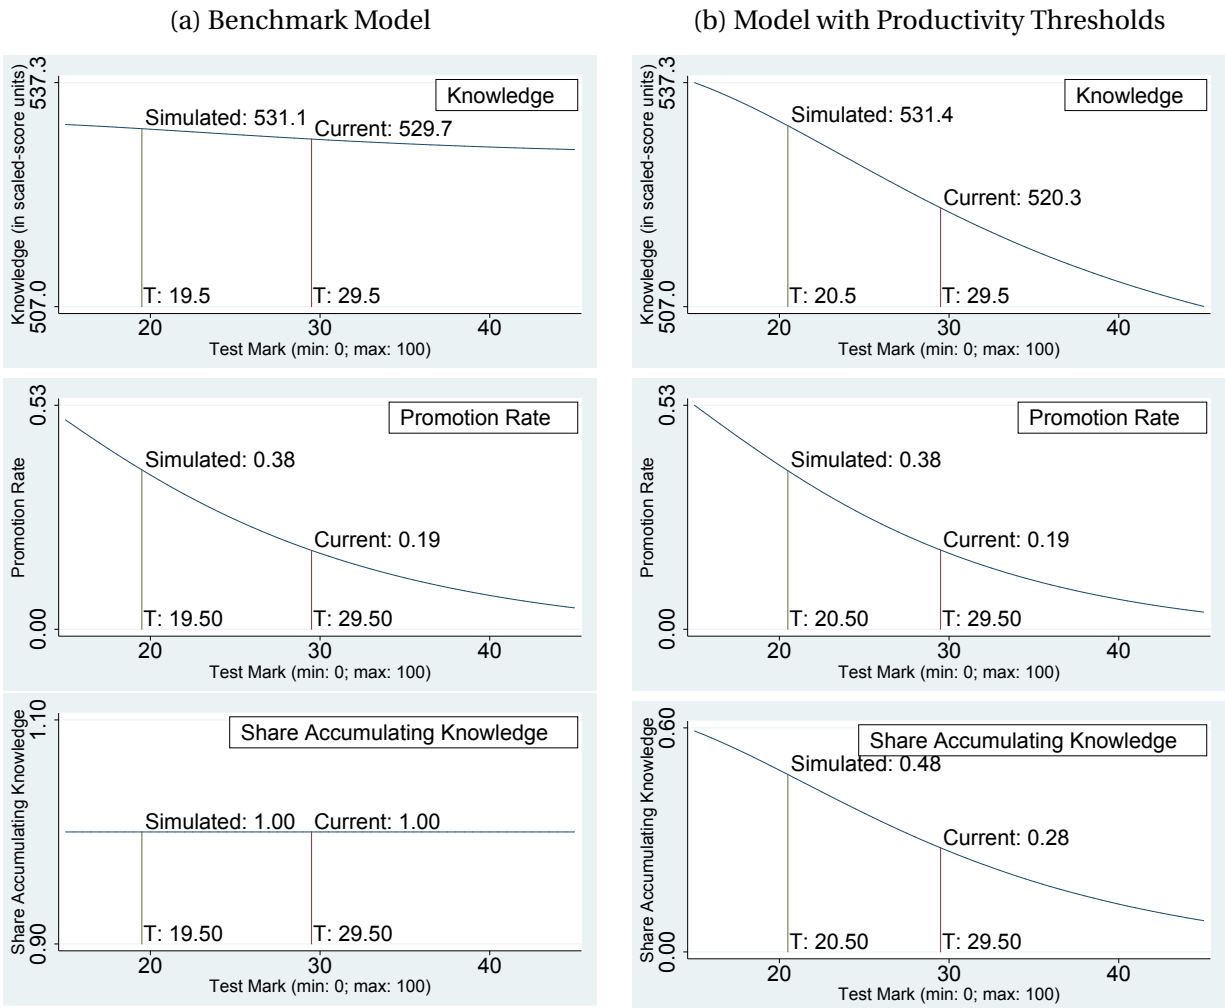 (a) Benchmark Model
Knowledge (in scaled-score units)
537.3
507.0
Knowledge
Simulated: 531.1
Current: 529.7
T: 19.5
T: 29.5
20
30
40
Test Mark (min: 0; max: 100)
Promotion Rate
0.53
0.00
Promotion Rate
Simulated: 0.38
Current: 0.19
T: 19.50
T: 29.50
20
30
40
Test Mark (min: 0; max: 100)
Share Accumulating Knowledge
1.10
0.90
Share Accumulating Knowledge
Simulated: 1.00
Current: 1.00
T: 19.50
T: 29.50
20
30
40
Test Mark (min: 0; max: 100)
(b) Model with Productivity Thresholds
Knowledge (in scaled-score units)
537.3
507.0
Knowledge
Simulated: 531.4
Current: 520.3
T: 20.5
T: 29.5
20
30
40
Test Mark (min: 0; max: 100)
Promotion Rate
0.53
0.00
Promotion Rate
Simulated: 0.38
Current: 0.19
T: 20.50
T: 29.50
20
30
40
Test Mark (min: 0; max: 100)
Share Accumulating Knowledge
0.60
0.00
Share Accumulating Knowledge
Simulated: 0.48
Current: 0.28
T: 20.50
T: 29.50
20
30
40
Test Mark (min: 0; max: 100)